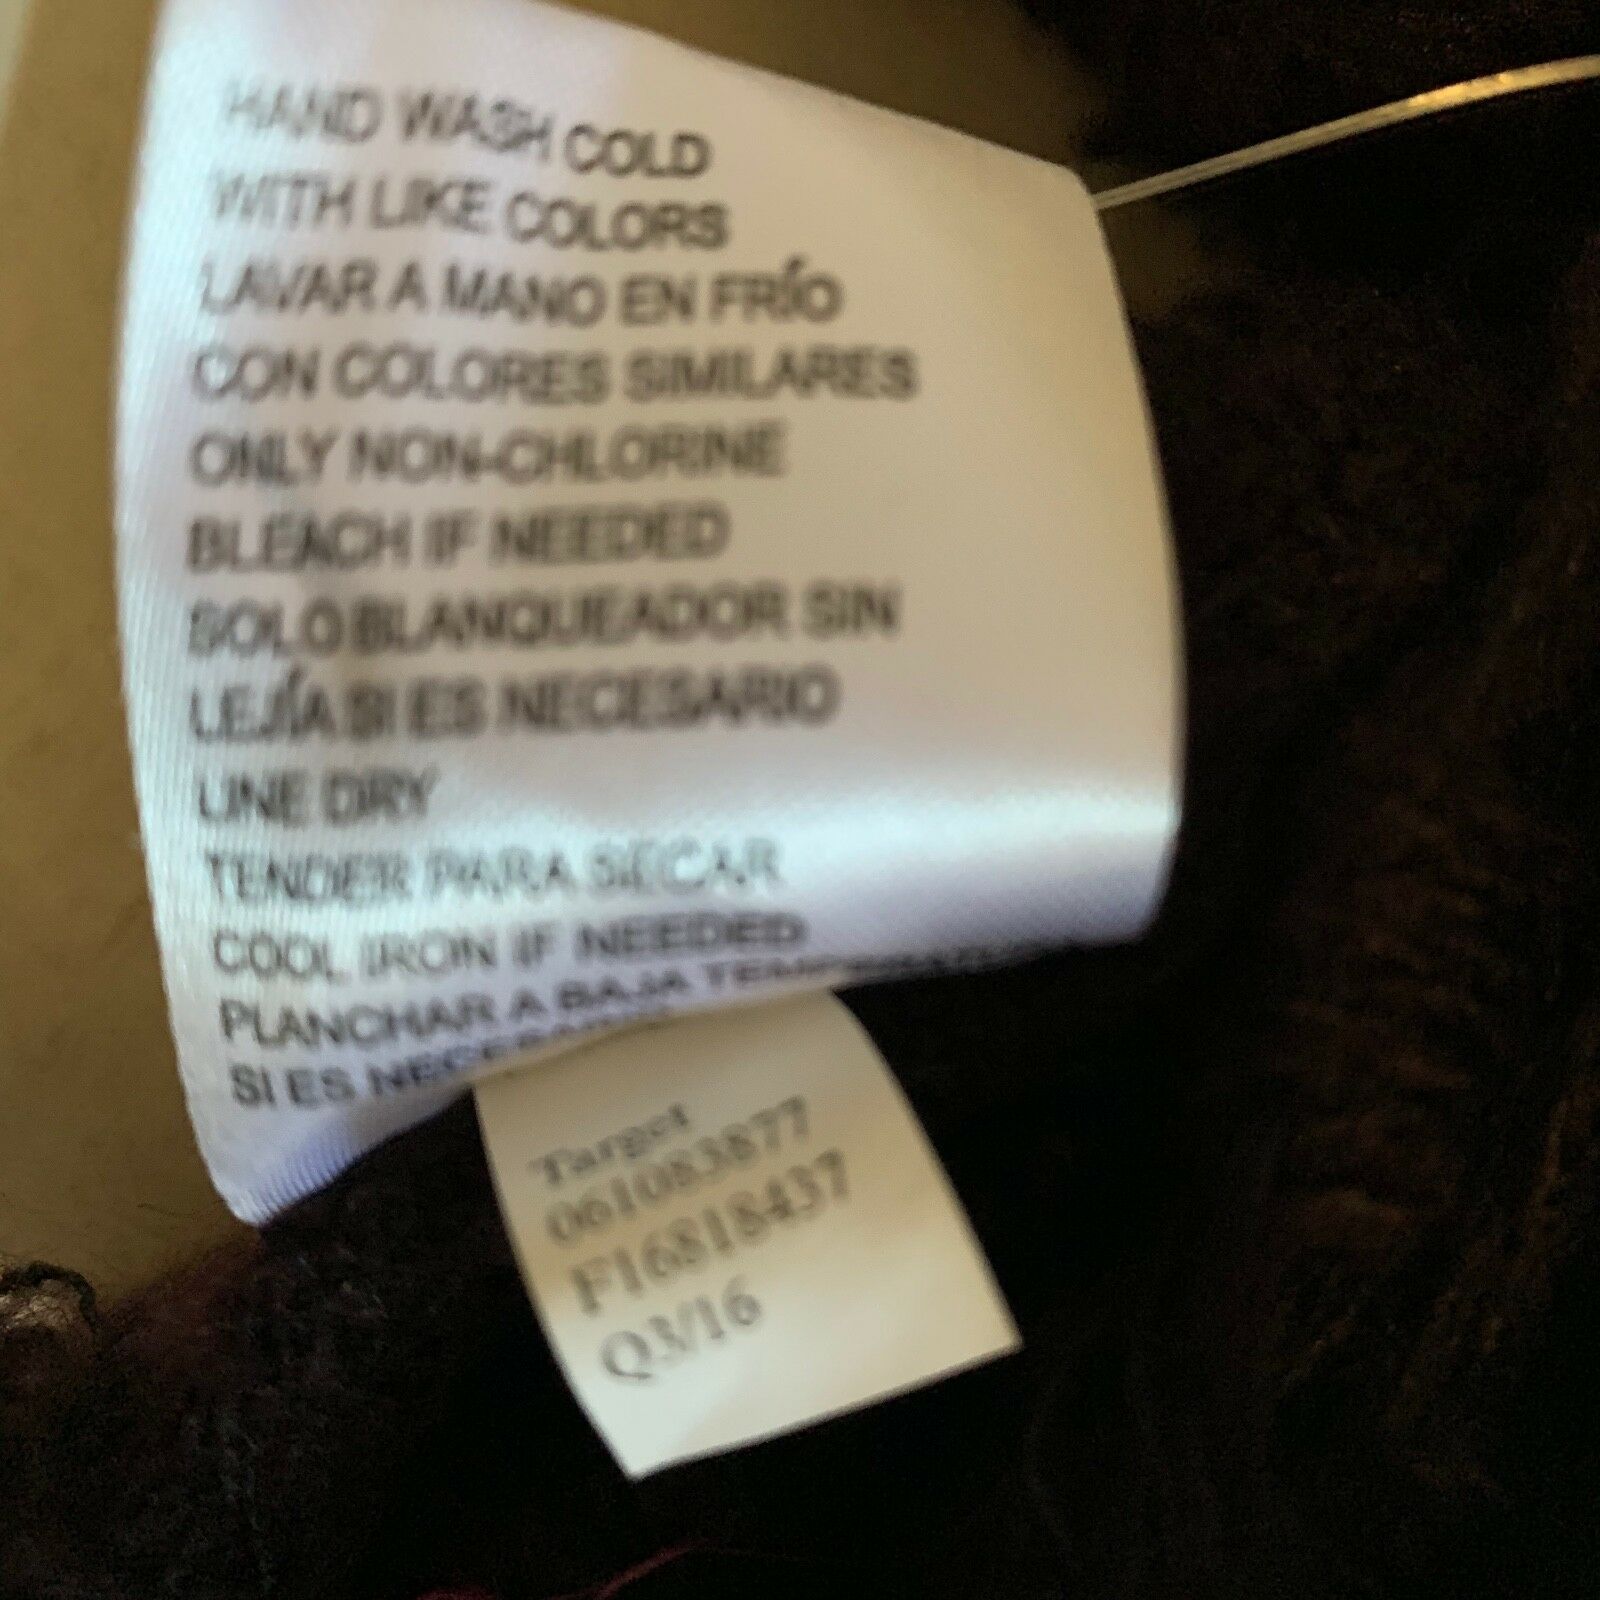 HAND WASH COLD
WITH LIKE COLORS
LAVAR A MANO EN FRÍO
CON COLORES SIMILARES
ONLY NON-CHLORINE
BLEACH IF NEEDED
SOLO BLANQUEADOR SIN
LEJÍA SI ES NECESARIO
LINE DRY
TENDER PARA SECAR
COOL IRON IF NEEDED
PLANCHAR A BAJA
SI ES
Target
061083877
F16818437
Q3/16